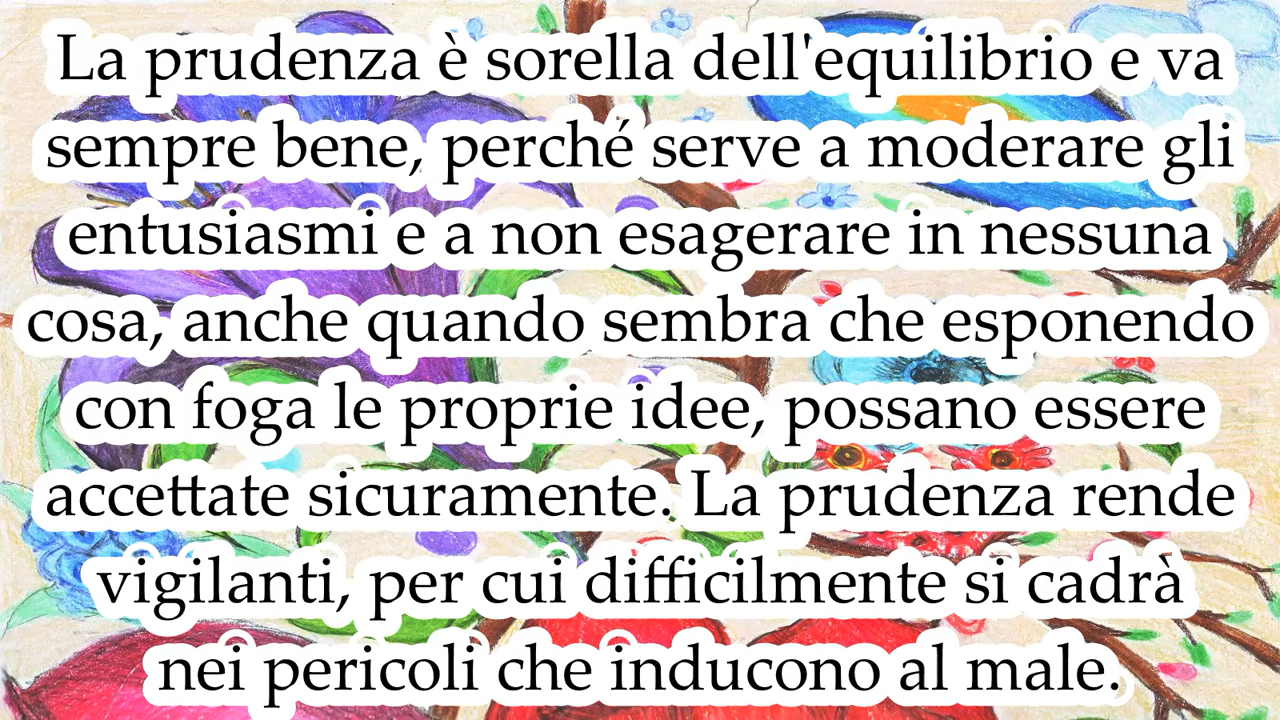 La prudenza è sorella dell'equilibrio e va
sempre bene, perché serve a moderare gli
entusiasmi e a non esagerare in nessuna
cosa, anche quando sembra che esponendo
con foga le proprie idee, possano essere
accettate sicuramente. La prudenza rende
vigilanti, per cui difficilmente si cadrà
nei pericoli che inducono al male.